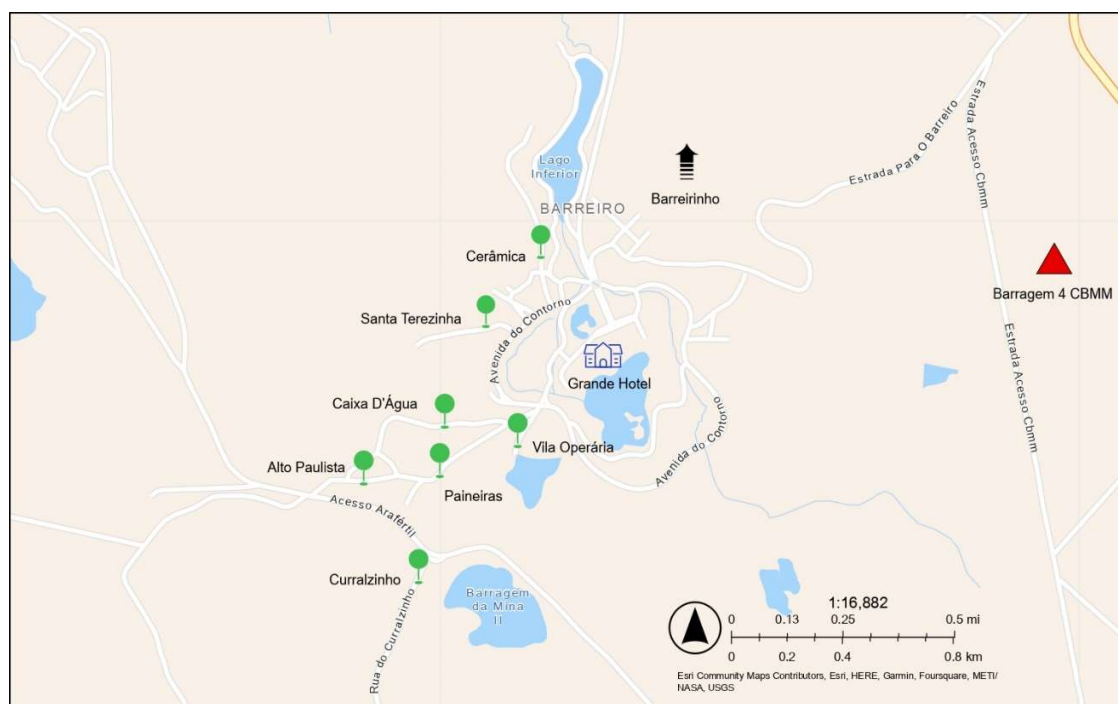 Estrada Acesso Cbmm
Estrada Para O Barreiro
Lago
Inferior
Barreirinho
BARREIRO
Cerâmica
Barragem 4 CBMM
Santa Terezinha
Avenida do Contorno
Estrada Acesso Cbmm
Grande Hotel
Caixa D'Água
Avenida do Contorno
Vila Operária
Alto Paulista
Paineiras
Acesso Arafértil
Curralzinho
Barragem
da Mina
II
Rua do Curralzinho
1:16,882
0 0.13 0.25 0.5 mi
0 0.2 0.4 0.8 km
Esri Community Maps Contributors, Esri, HERE, Garmin, Foursquare, METI/
NASA, USGS